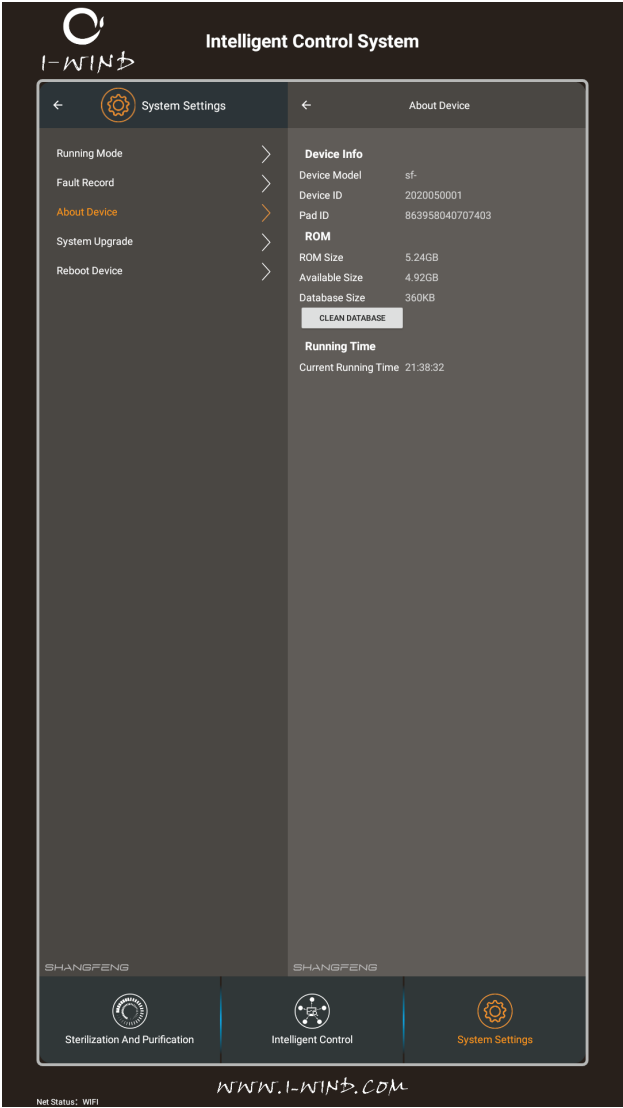 I-WIND
Intelligent Control System
System Settings
Running Mode
Fault Record
About Device
System Upgrade
Reboot Device
About Device
Device Info
Device Model sf-
Device ID 2020050001
Pad ID 863958040707403
ROM
ROM Size 5.24GB
Available Size 4.92GB
Database Size 360KB
CLEAN DATABASE
Running Time
Current Running Time 21:38:32
SHANGFENG
SHANGFENG
Sterilization And Purification
Intelligent Control
System Settings
WWW.I-WIND.COM
Net Status: WIFI